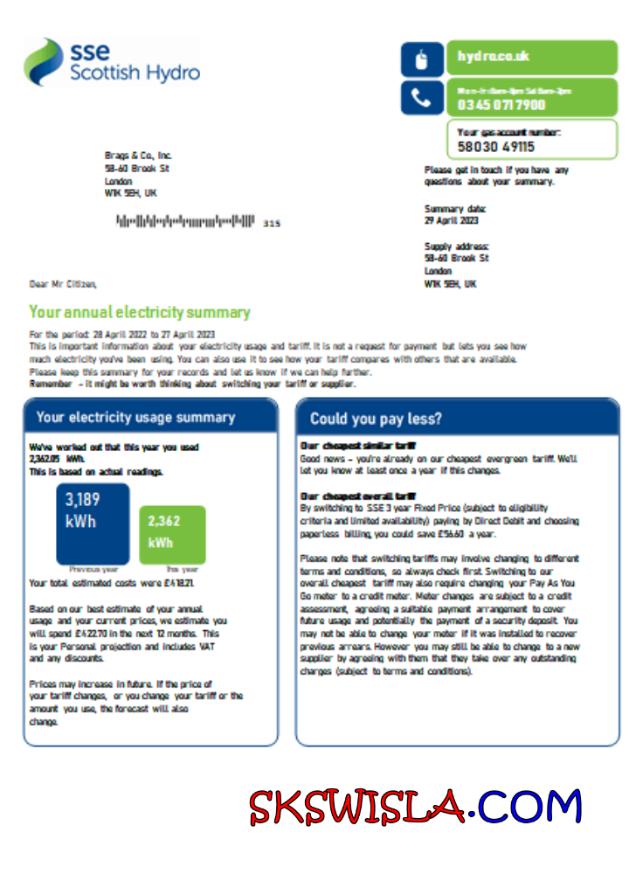 sse
Scottish Hydro
hydro.co.uk
Mon-Fri 8am-8pm Sat 8am-2pm
0345 0717900
Your gas account number:
58030 49115
Please get in touch if you have any
questions about your summary.
Brags & Co., Inc.
58-60 Brook St
London
W1K 5EH, UK
315
Summary date:
29 April 2023
Supply address:
58-60 Brook St
London
W1K 5EH, UK
Dear Mr Citizen,
Your annual electricity summary
For the period: 28 April 2022 to 27 April 2023
This is important information about your electricity usage and tariff. It is not a request for payment but lets you see how
much electricity you've been using. You can also use it to see how your tariff compares with others that are available.
Please keep this summary for your records and let us know if we can help further.
Remember - it might be worth thinking about switching your tariff or supplier.
Your electricity usage summary
We've worked out that this year you used
2,362.05 kWh.
This is based on actual readings.
3,189
kWh
2,362
kWh
Previous year
This year
Your total estimated costs were £418.21.
Based on our best estimate of your annual
usage and your current prices, we estimate you
will spend £422.70 in the next 12 months. This
is your Personal projection and includes VAT
and any discounts.
Prices may increase in future. If the price of
your tariff changes, or you change your tariff or the
amount you use, the forecast will also
change.
Could you pay less?
Our cheapest similar tariff
Good news - you're already on our cheapest evergreen tariff. We'll
let you know at least once a year if this changes.
Our cheapest overall tariff
By switching to SSE 3 year Fixed Price (subject to eligibility
criteria and limited availability) paying by Direct Debit and choosing
paperless billing, you could save £56.60 a year.
Please note that switching tariffs may involve changing to different
terms and conditions, so always check first. Switching to our
overall cheapest tariff may also require changing your Pay As You
Go meter to a credit meter. Meter changes are subject to a credit
assessment, agreeing a suitable payment arrangement to cover
future usage and potentially the payment of a security deposit. You
may not be able to change your meter if it was installed to recover
previous arrears. However you may still be able to change to a new
supplier by agreeing with them that they take over any outstanding
charges (subject to terms and conditions).
SKSWISLA.COM